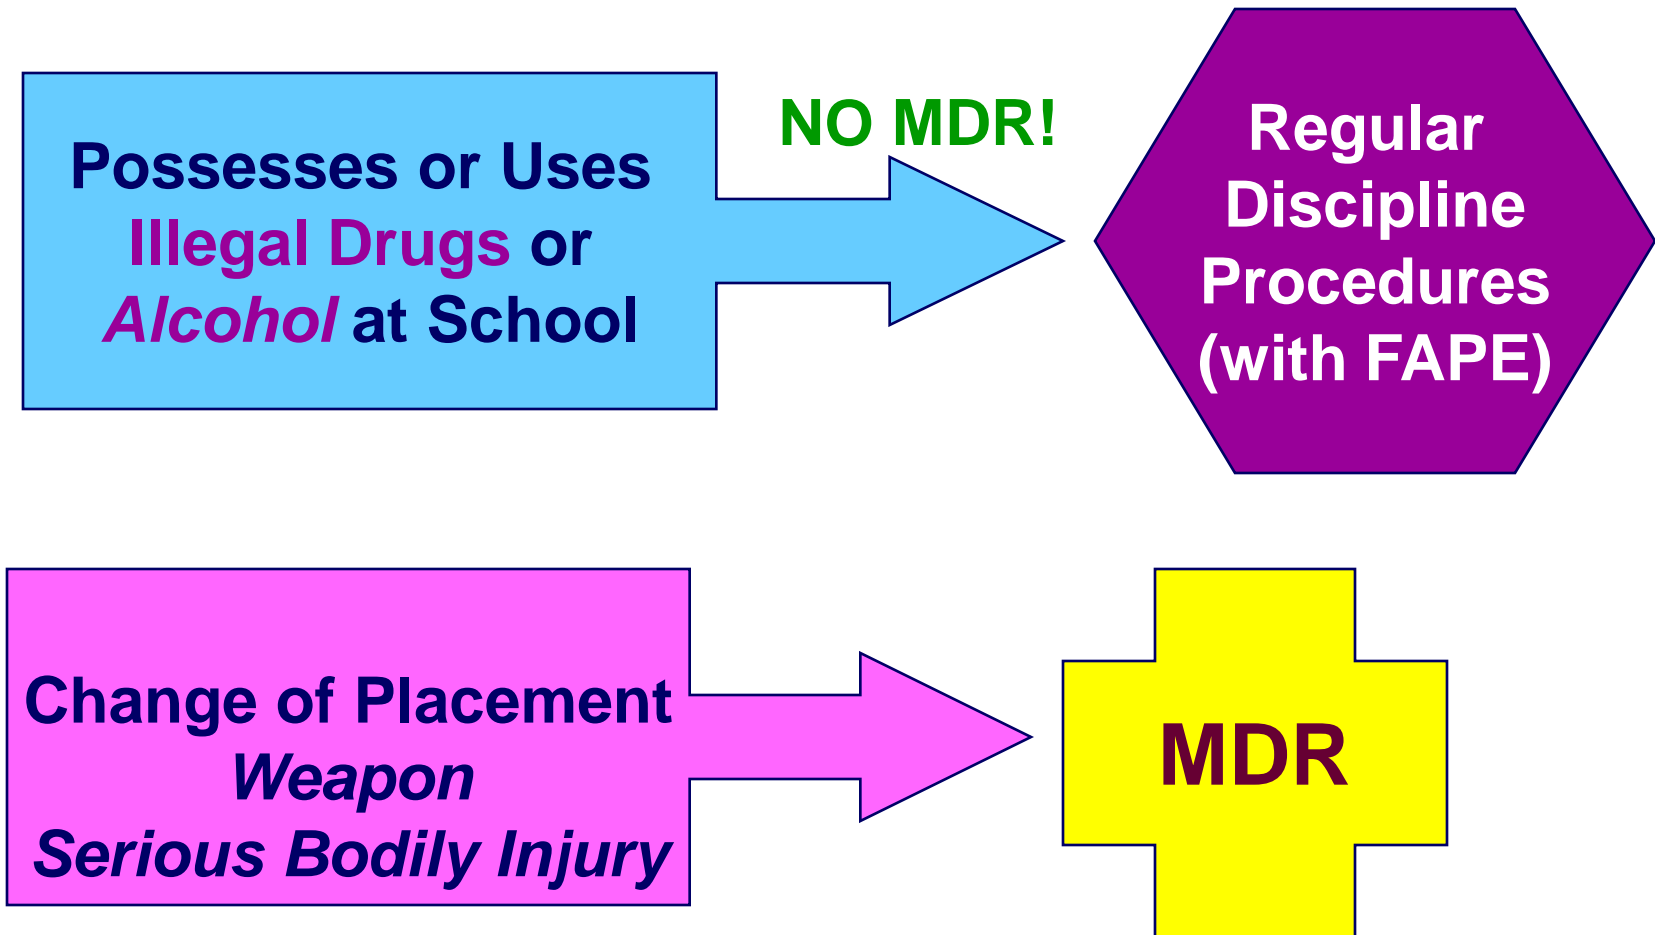 Possesses or Uses
Illegal Drugs or
Alcohol at School
NO MDR!
Regular
Discipline
Procedures
(with FAPE)
Change of Placement
Weapon
Serious Bodily Injury
MDR